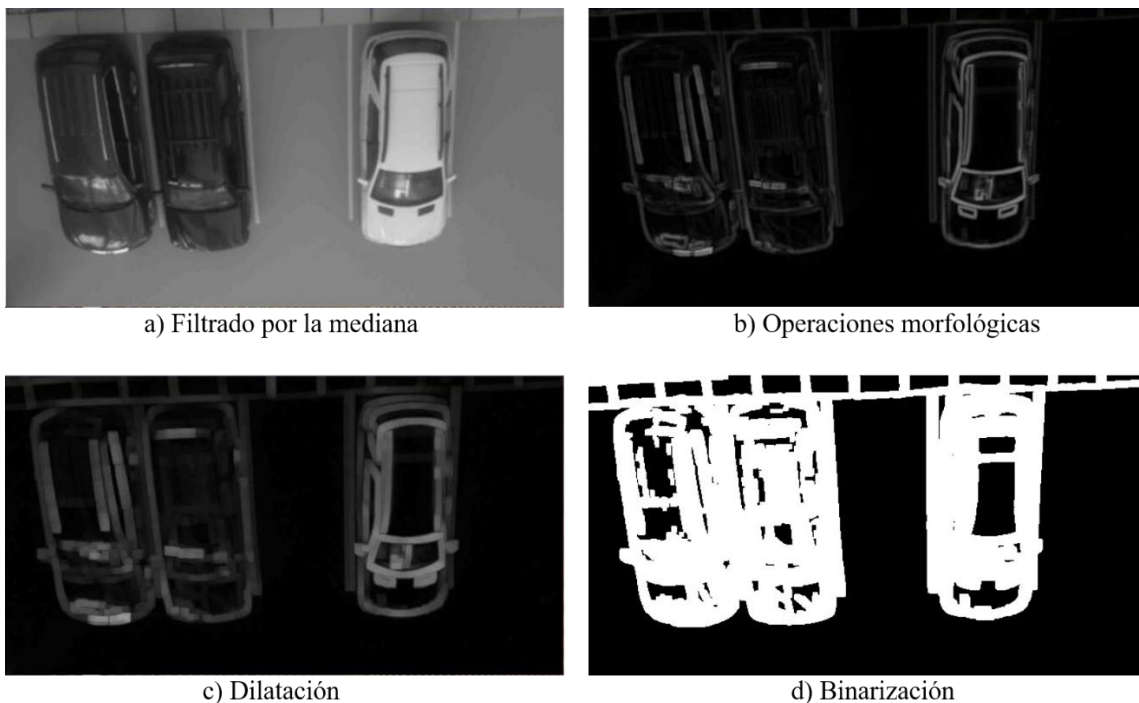 a) Filtrado por la mediana
b) Operaciones morfológicas
c) Dilatación
d) Binarización